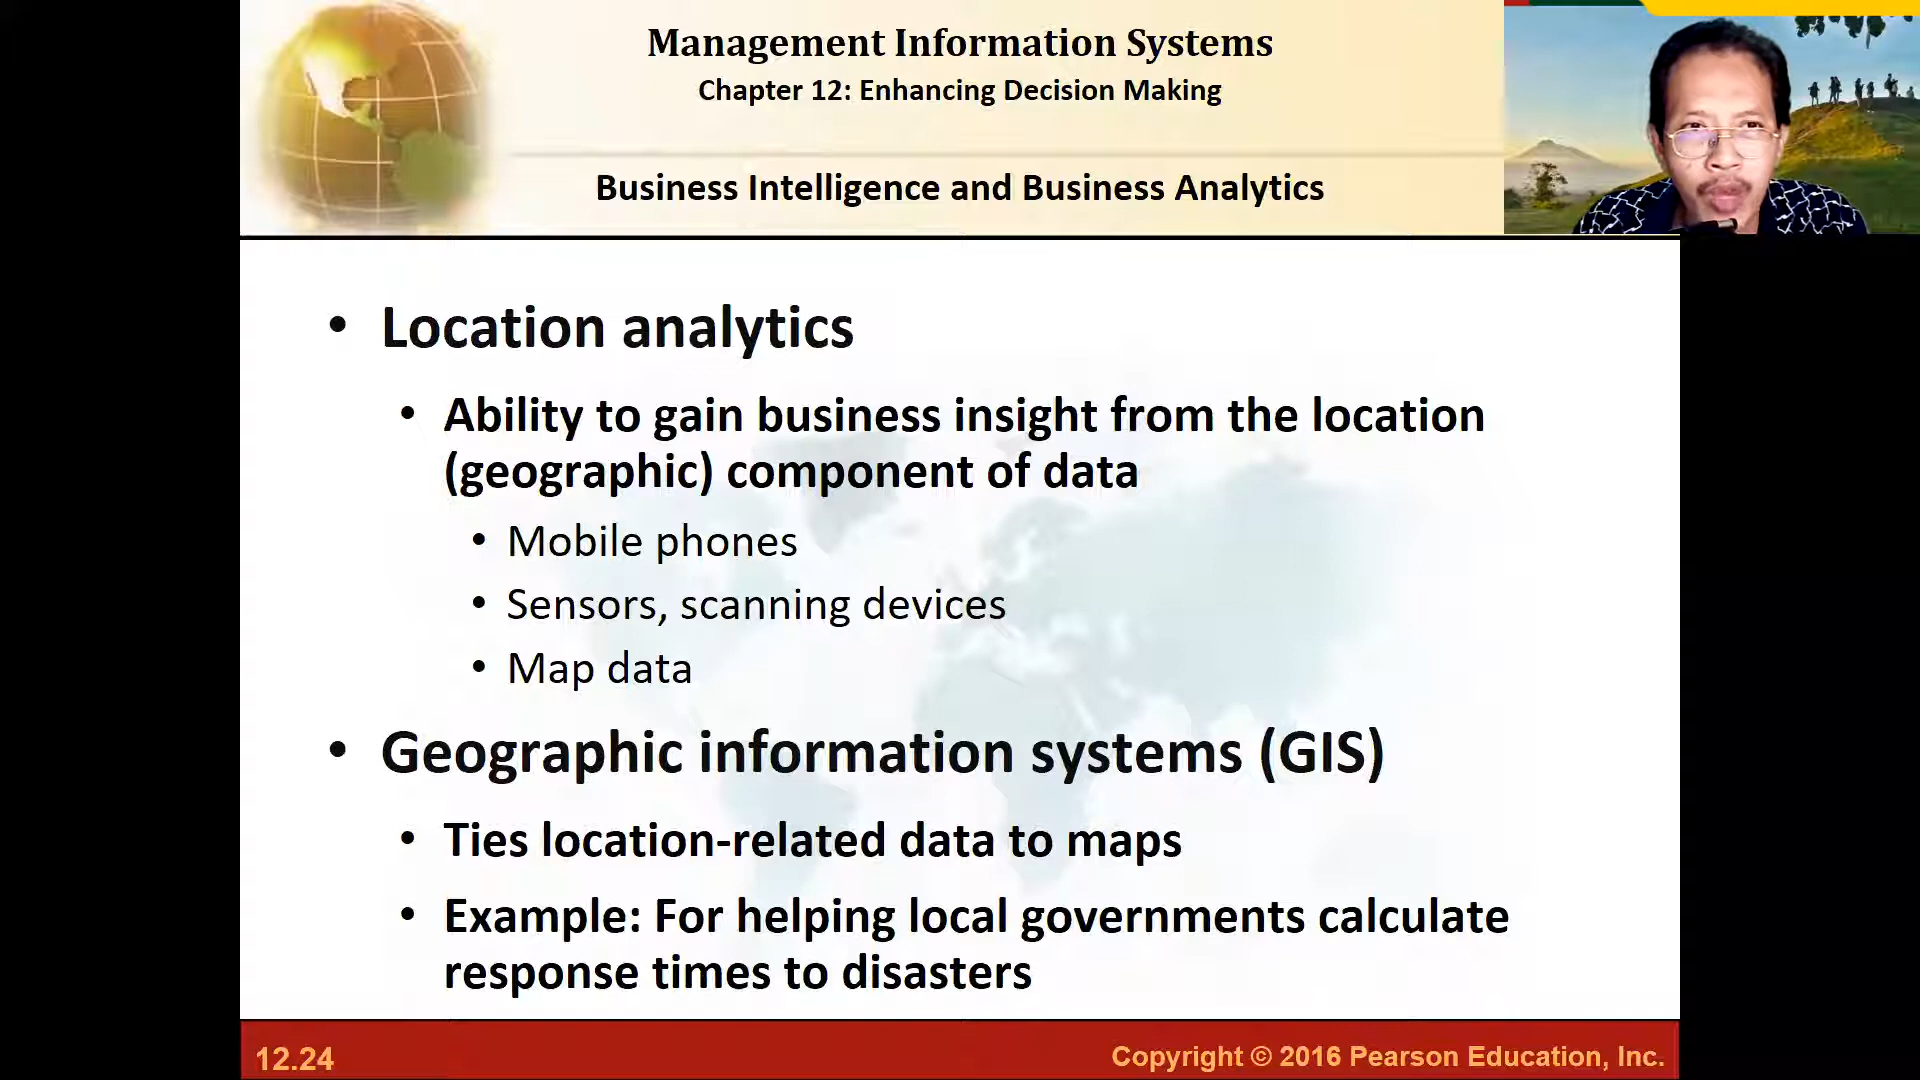 Management Information Systems
Chapter 12: Enhancing Decision Making
Business Intelligence and Business Analytics
• Location analytics
• Ability to gain business insight from the location
(geographic) component of data
• Mobile phones
• Sensors, scanning devices
• Map data
• Geographic information systems (GIS)
• Ties location-related data to maps
• Example: For helping local governments calculate
response times to disasters
12.24
Copyright © 2016 Pearson Education, Inc.